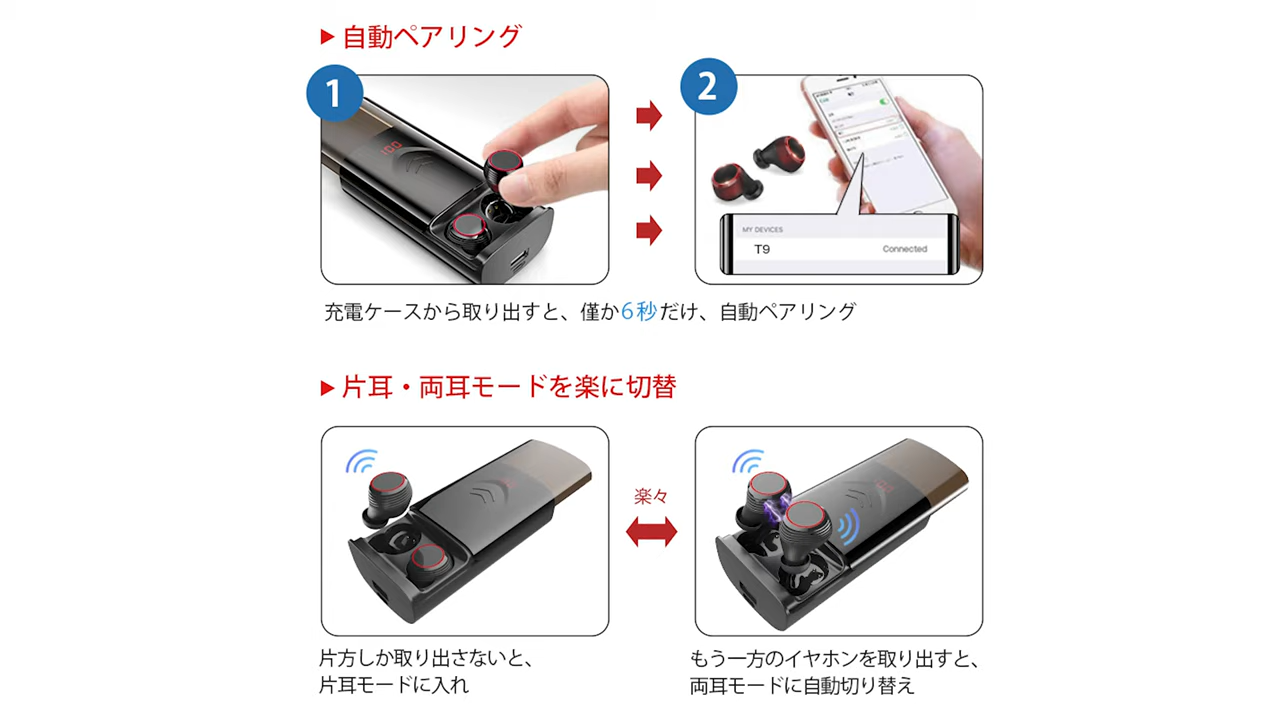 ▶自動ペアリング
1
2
100
MY DEVICES
T9 Connected
充電ケースから取り出すと、僅か6秒だけ、自動ペアリング
▶片耳・両耳モードを楽に切替
楽々
片方しか取り出さないと、
片耳モードに入れ
もう一方のイヤホンを取り出すと、
両耳モードに自動切り替え